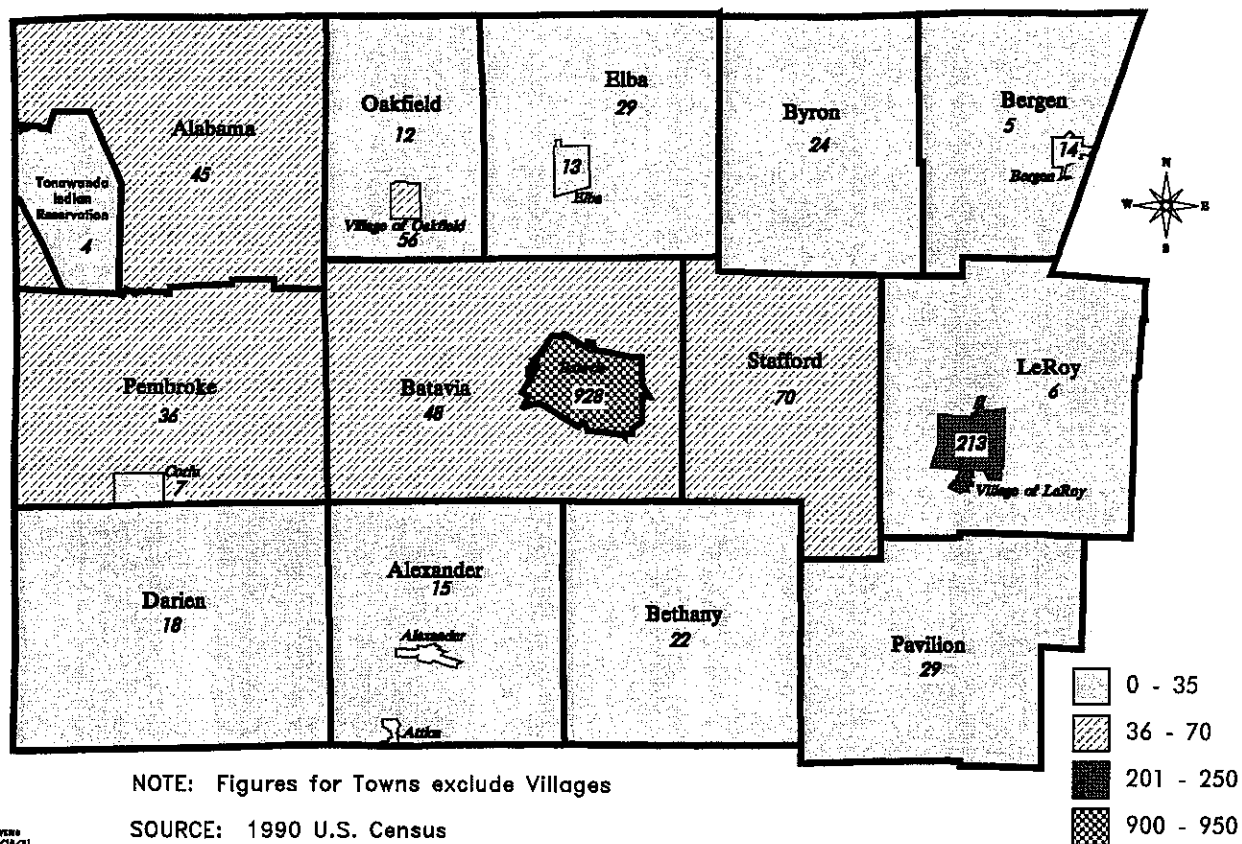 Alabama
45
Tonawanda
Indian
Reservation
4
Oakfield
12
Village of Oakfield
56
Elba
29
13
Elba
Byron
24
Bergen
5
14
Bergen
N
W
E
S
Pembroke
36
Corfu
7
Batavia
48
928
Stafford
70
LeRoy
6
213
Village of LeRoy
Darien
18
Alexander
15
Alexander
Attica
Bethany
22
Pavilion
29
0 - 35
36 - 70
201 - 250
900 - 950
NOTE: Figures for Towns exclude Villages
SOURCE: 1990 U.S. Census